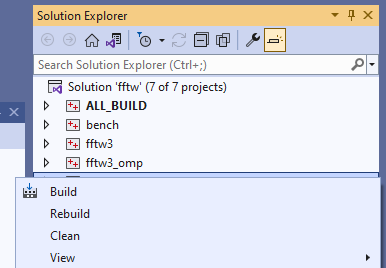 Solution Explorer
Search Solution Explorer (Ctrl+;)
Solution 'fftw' (7 of 7 projects)
ALL_BUILD
bench
fftw3
fftw3_omp
Build
Rebuild
Clean
View